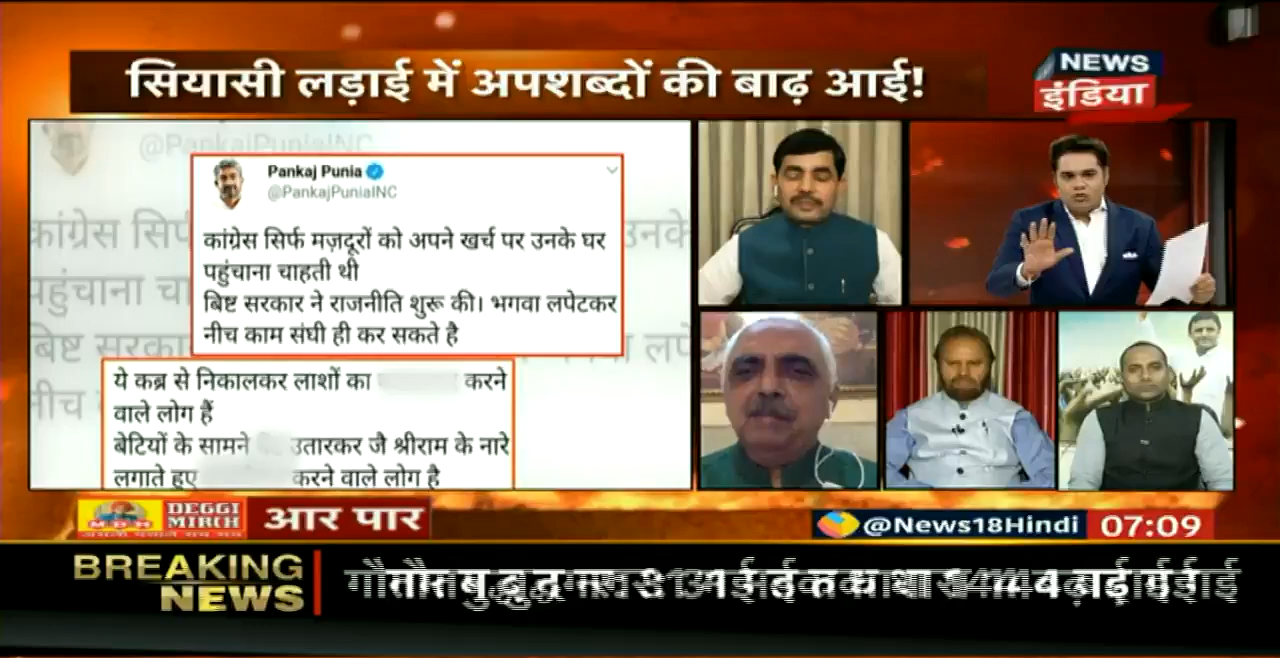 सियासी लड़ाई में अपशब्दों की बाढ़ आई!
NEWS
इंडिया
@PankajPuniaINC
Pankaj Punia
@PankajPuniaINC
कांग्रेस सिर्फ मज़दूरों को अपने खर्च पर उनके घर
पहुंचाना चाहती थी
बिष्ट सरकार ने राजनीति शुरू की। भगवा लपेटकर
नीच काम संघी ही कर सकते है
ये कब्र से निकालकर लाशों का करने
वाले लोग हैं
बेटियों के सामने उतारकर जै श्रीराम के नारे
लगाते हुए करने वाले लोग है
MDH
DEGGI
MIRCH
आर पार
@News18Hindi
07:09
BREAKING
NEWS